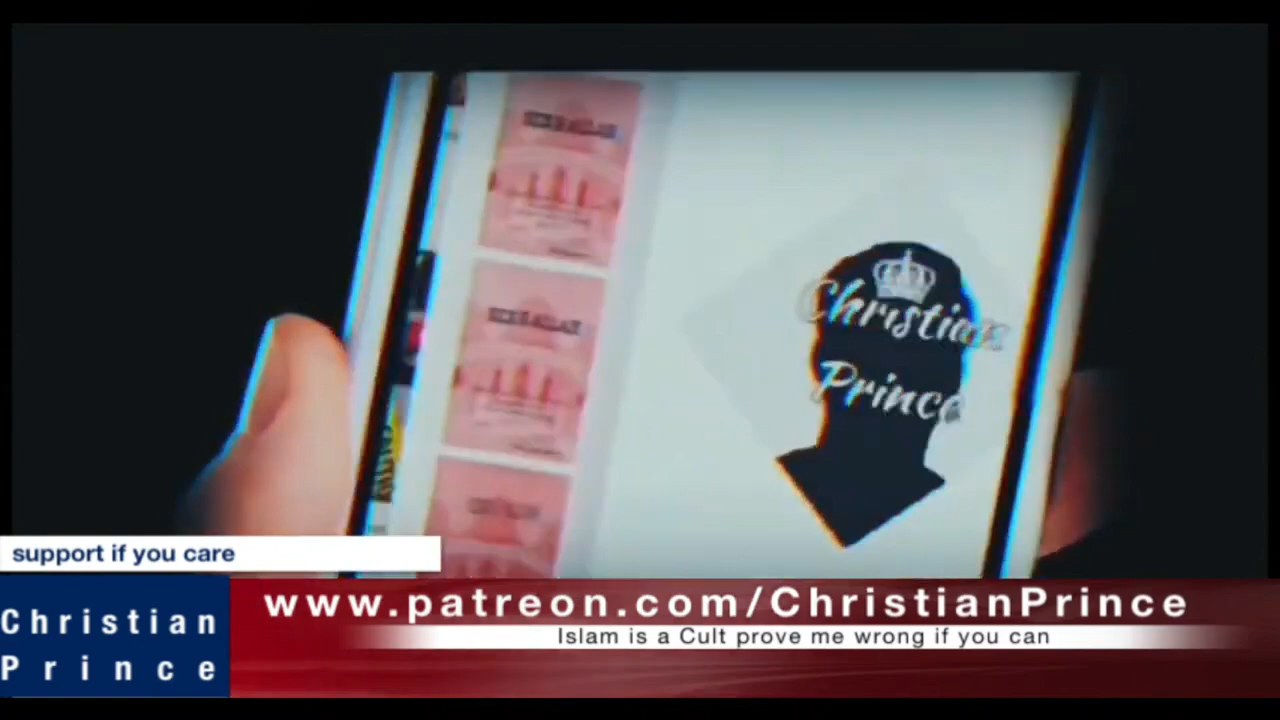 Christian
Prince
support if you care
Christian
Prince
www.patreon.com/ChristianPrince
Islam is a Cult prove me wrong if you can